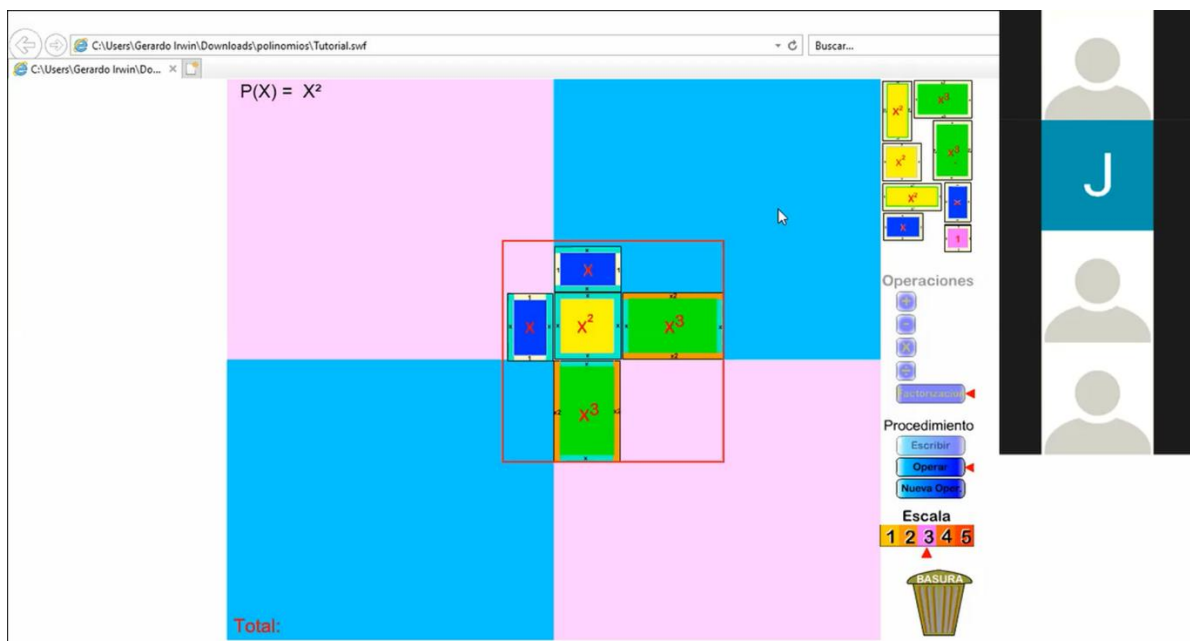 C:\Users\Gerardo Irwin\Downloads\polinomios\Tutorial.swf
Buscar...
C:\Users\Gerardo Irwin\Do...
P(X) = X²
X² X³
X³
X²
X² X
X 1
J
X
X X² X³
X³
Operaciones
Factorización
Procedimiento
Escribir
Operar
Nueva Oper.
Escala
1 2 3 4 5
BASURA
Total: